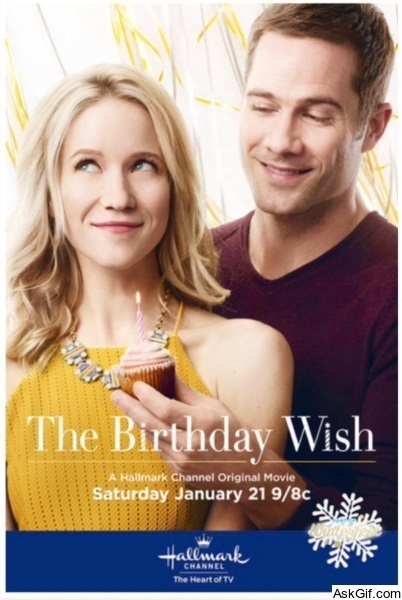 The Birthday Wish
A Hallmark Channel Original Movie
Saturday January 21 9/8c
Winterfest
Hallmark
CHANNEL
The Heart of TV
AskGif.com